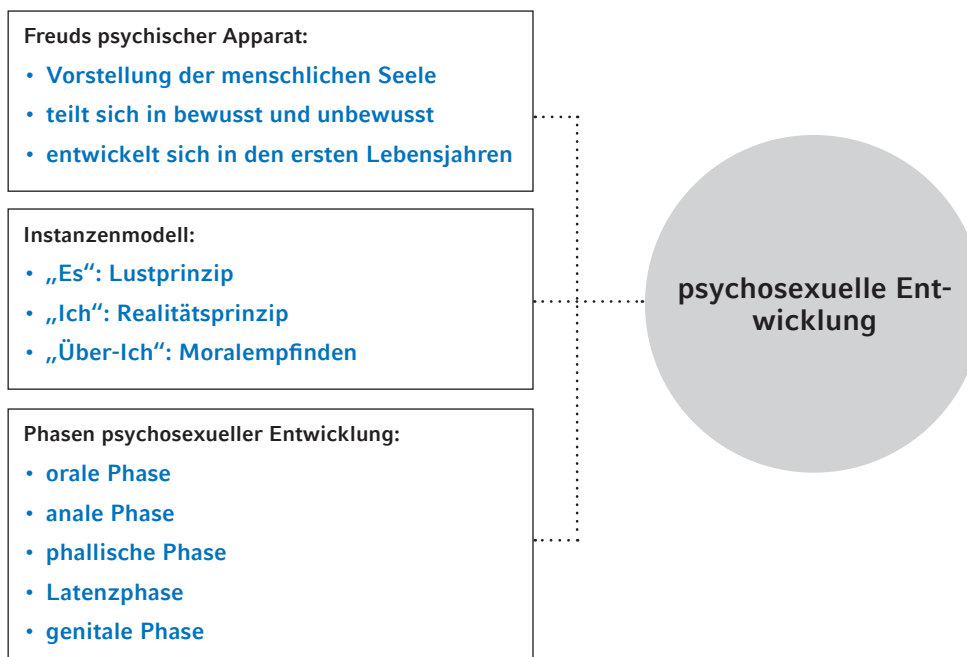 Freuds psychischer Apparat:
• Vorstellung der menschlichen Seele
• teilt sich in bewusst und unbewusst
• entwickelt sich in den ersten Lebensjahren
Instanzenmodell:
• „Es“: Lustprinzip
• „Ich“: Realitätsprinzip
• „Über-Ich“: Moralempfinden
Phasen psychosexueller Entwicklung:
• orale Phase
• anale Phase
• phallische Phase
• Latenzphase
• genitale Phase
psychosexuelle Ent-
wicklung